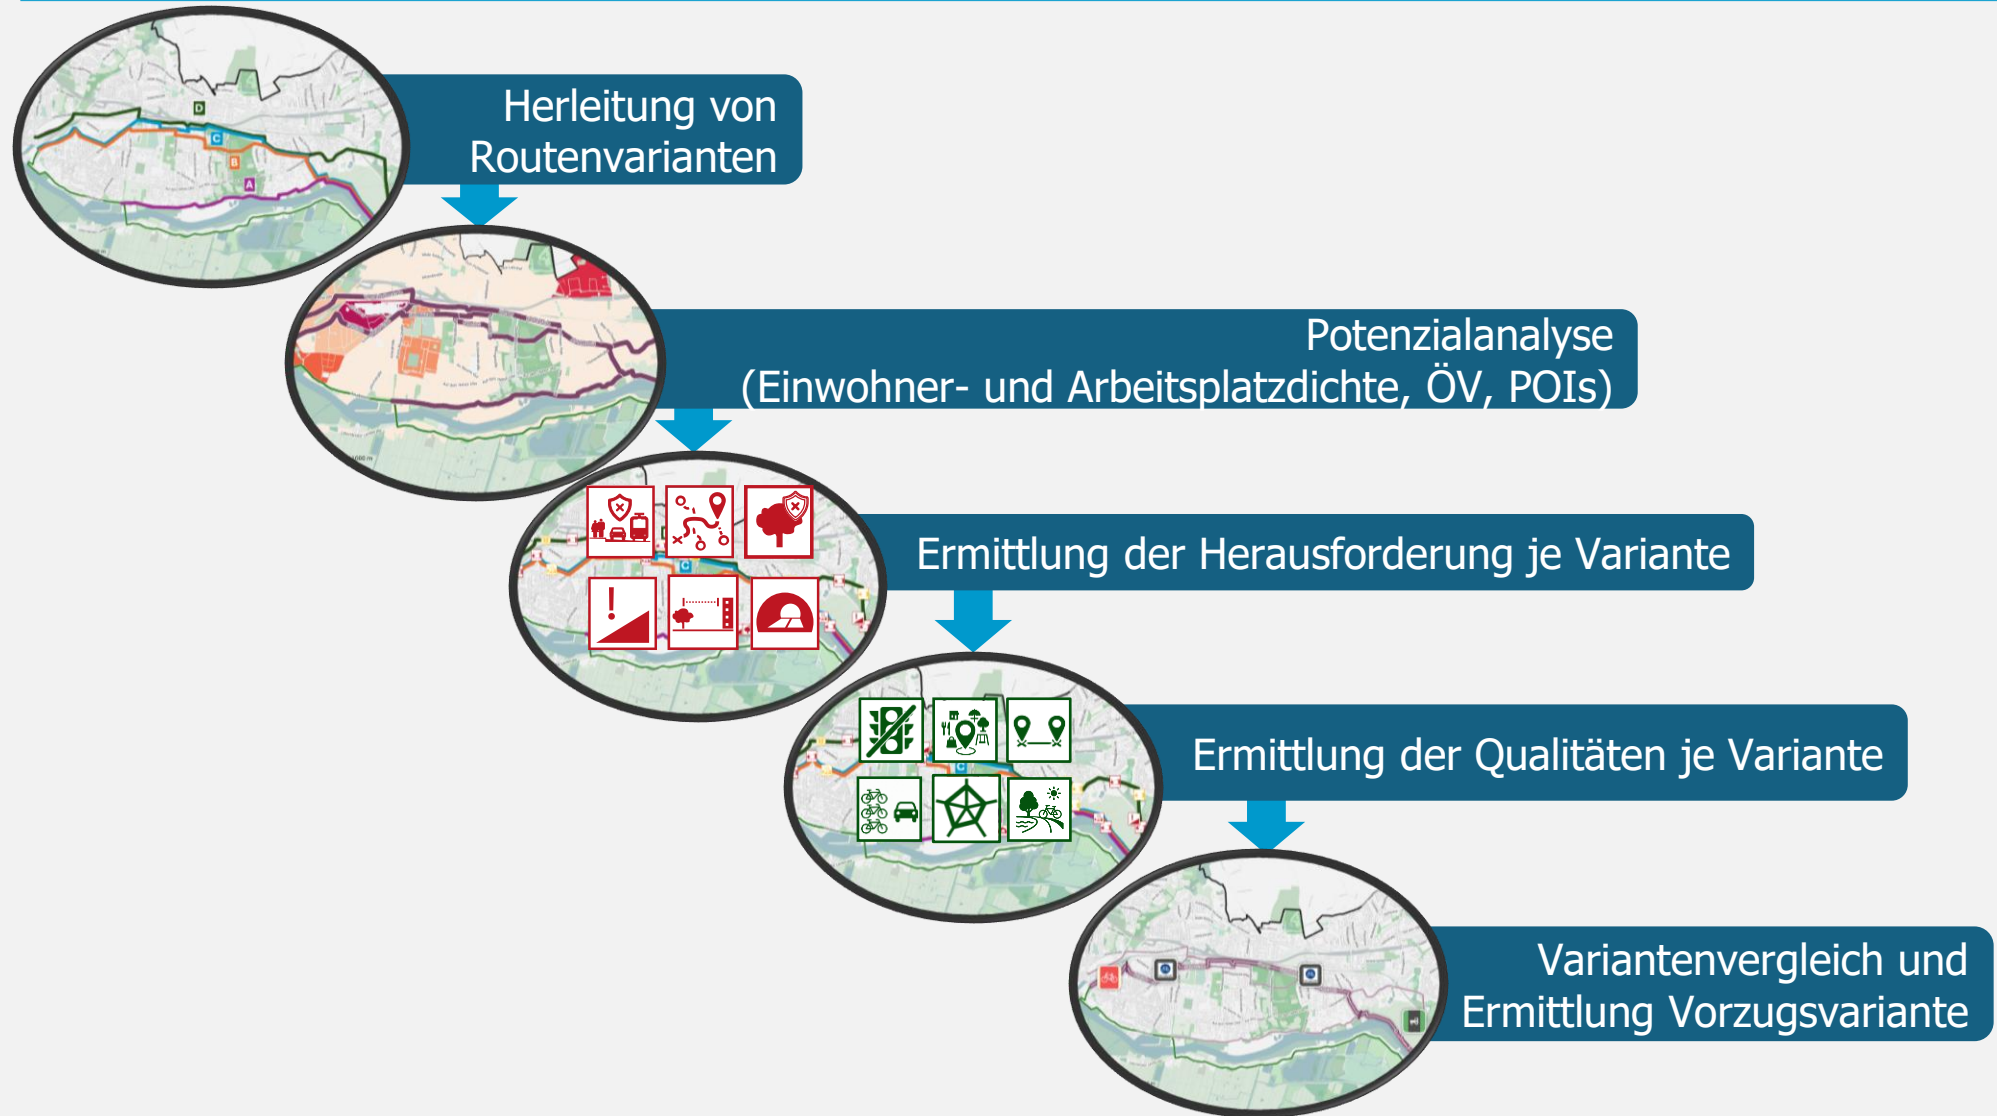 D
C
B
A
Herleitung von
Routenvarianten
Potenzialanalyse
(Einwohner- und Arbeitsplatzdichte, ÖV, POIs)
Ermittlung der Herausforderung je Variante
C
!
Ermittlung der Qualitäten je Variante
C
Variantenvergleich und
Ermittlung Vorzugsvariante